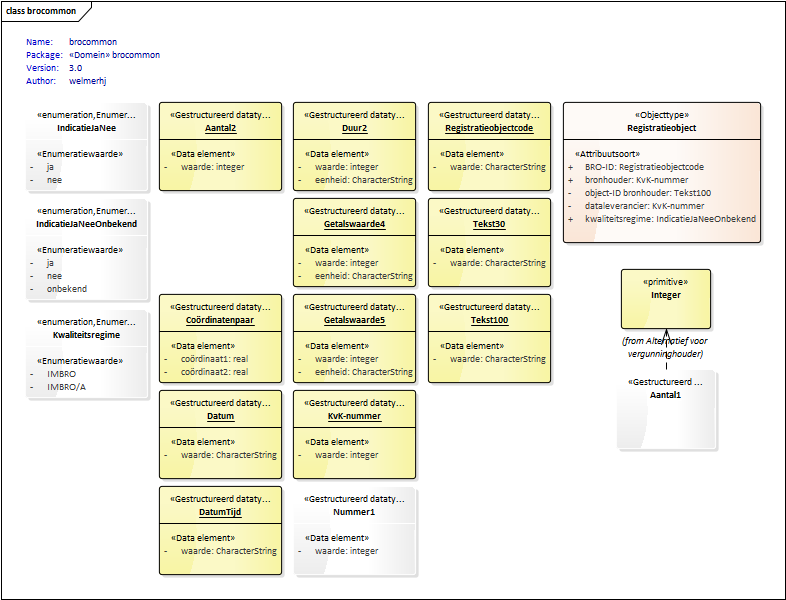 class brocommon
Name: brocommon
Package: «Domein» brocommon
Version: 3.0
Author: welmerhj
«enumeration,Enumer...
IndicatieJaNee
«Enumeratiewaarde»
- ja
- nee
«enumeration,Enumer...
IndicatieJaNeeOnbekend
«Enumeratiewaarde»
- ja
- nee
- onbekend
«enumeration,Enumer...
Kwaliteitsregime
«Enumeratiewaarde»
- IMBRO
- IMBRO/A
«Gestructureerd dataty...
Aantal2
«Data element»
- waarde: integer
«Gestructureerd dataty...
Coördinatenpaar
«Data element»
- coördinaat1: real
- coördinaat2: real
«Gestructureerd dataty...
Datum
«Data element»
- waarde: CharacterString
«Gestructureerd dataty...
DatumTijd
«Data element»
- waarde: CharacterString
«Gestructureerd dataty...
Duur2
«Data element»
- waarde: integer
- eenheid: CharacterString
«Gestructureerd dataty...
Getalswaarde4
«Data element»
- waarde: integer
- eenheid: CharacterString
«Gestructureerd dataty...
Getalswaarde5
«Data element»
- waarde: integer
- eenheid: CharacterString
«Gestructureerd dataty...
KvK-nummer
«Data element»
- waarde: integer
«Gestructureerd dataty...
Nummer1
«Data element»
- waarde: integer
«Gestructureerd dataty...
Registratieobjectcode
«Data element»
- waarde: CharacterString
«Gestructureerd dataty...
Tekst30
«Data element»
- waarde: CharacterString
«Gestructureerd dataty...
Tekst100
«Data element»
- waarde: CharacterString
«Objecttype»
Registratieobject
«Attribuutsoort»
+ BRO-ID: Registratieobjectcode
+ bronhouder: KvK-nummer
- object-ID bronhouder: Tekst100
- dataleverancier: KvK-nummer
+ kwaliteitsregime: IndicatieJaNeeOnbekend
«primitive»
Integer
(from Alternatief voor
vergunninghouder)
«Gestructureerd ...
Aantal1